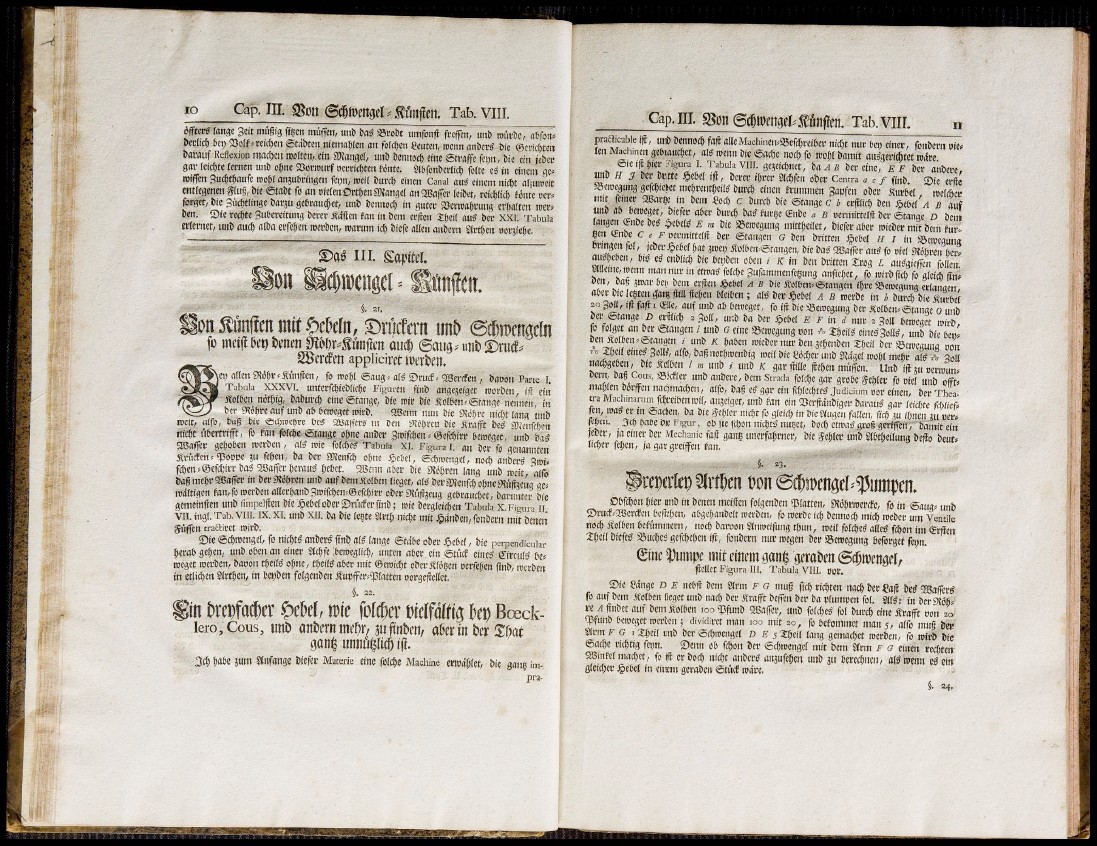 10 Cap. III. Von Schwengel-Künsten. Tab. VIII.
öffters lange Zeit müßig sitzen müssen, und das Brodt umsonst fressen, und würde, abson-
derlich bey Volk-reichen Städten niemahlen an solchen Leuten, wenn anders die Gerichten
darauf Reflexion machen wolten, ein Mangel, und dennoch eine Straffe seyn, die ein jeder
gar leichte lernen und ohne Vorwurf verrichten könte. Absonderlich solte es in einem ge-
wissen Zuchthause wohl anzubringen seyn, weil durch einen Canal aus einem nicht alzuweit
entlegenen Fluß, die Stadt so an vielen Orthen Mangel an Wasser leidet, reichlich könte ver-
sorget, die Züchtlinge darzu gebrauchet, und dennoch in guter Verwahrung erhalten wer-
den. Die rechte Zubereitung derer Kästen kan in dem ersten Theil aus der XXI. Tabula
erlernet, und auch alda ersehen werden, warum ich diese allen andern Arthen vorziehe.
Das III. Capitel.
Von Schwengel-Künsten.
§. 21.
Von Künsten mit Hebeln, Drückern und Schwengeln
so meist bey denen Röhr-Künsten auch Saug- und Druck-
Wercken appliciret werden.
Bey allen Röhr-Künsten, so wohl Saug- als Druck-Wercken, davon Parte I.
Tabula XXXVI. unterschiedliche Figuren sind angezeiget worden, ist ein
Kolben nöthig, dadurch eine Stange, die wir die Kolben-Stange nennen, in
der Röhre auf und ab beweget wird. Wenn nun die Röhre nicht lang und
weit, also, daß die Schwehre des Wassers in den Röhren die Krafft des Menschen
nicht übertrifft, so kan solche Stange ohne ander Zwischen-Geschirr beweget, und das
Wasser gehoben werden, als wie solches Tabula XI. Figura I. an der so genannten
Krücken-Poppe zu sehen, da der Mensch ohne Hebel, Schwengel, noch anders Zwi-
schen-Geschirr das Wasser heraus hebet. Wenn aber die Röhren lang und weit, also
daß mehr Wasser in der Röhren und auf dem Kolben lieget, als der Mensch ohne Rüstzeug ge-
wältigen kan, so werden allerhand Zwischen-Geschirr oder Rüstzeug gebrauchet, darunter die
gemeinsten und simpelsten die Hebel oder Drücker sind; wie dergleichen Tabula X. Figura II.
VII. ingl. Tab. VIII. IX. XI. und XII. da die letzte Arth nicht mit Händen, sondern mit denen
Füssen tractiret wird.
Die Schwengel, so nichts anders sind als lange Stäbe oder Hebel, die perpendicular
herab gehen, und oben an einer Achse beweglich, unten aber ein Stück eines Circuls be-
weget werden, davon theils ohne, theils aber mit Gewicht oder Klötzen versehen sind, werden
in etlichen Arthen, in beyden folgenden Kupffer-Platten vorgestellet.
§. 22.
Ein dreyfacher Hebel, wie solcher vielfältig bey Bœck-
lero, Cous, und andern mehr, zu finden, aber in der That
gantz unnützlich ist.
Ich habe zum Anfange dieser Materie eine solche Machine erwählet, die gantz im-
pra-
Cap. III. Von Schwengel-Künsten. Tab. VIII. 11
practicable ist, und dennoch fast alle Machinen-Beschreiber nicht nur bey einer, sondern vie-
len Machinen gebrauchet, als wenn die Sache noch so wohl damit ausgerichtet wäre.
Sie ist hier Figura I. Tabula VIII. gezeichnet, da A B der eine, E F der andere,
und H J der dritte Hebel ist, derer ihrer Achsen oder Centra a c f sind. Die erste
Bewegung geschiehet mehrentheils durch einen krummen Zapfen oder Kurbel, welcher
mit seiner Wartze in dem Loch C durch die Stange C b erstlich den Hebel A B auf
und ab beweget, dieser aber durch das kurtze Ende a B vermittelst der Stange D dem
langen Ende des Hebels E m die Bewegung mittheilet, dieser aber wieder mit dem kur-
tzen Ende C e F vermittelst der Stangen G den dritten Hebel H I in Bewegung
bringen sol, jeder Hebel hat zwey Kolben-Stangen, die das Wasser aus so viel Röhren her-
ausheben, bis es endlich die beyden oben i K in den dritten Trog L ausgiessen sollen.
Alleine, wenn man nur in etwas solche Zusammensetzung ansiehet, so wird sich so gleich fin-
den, daß zwar bey dem ersten Hebel A B die Kolben-Stangen ihre Bewegung erlangen,
aber die letzten gantz still stehen bleiben; als der Hebel A B werde in b durch die Kurbel
20 Zoll, ist fast 1 Elle, auf und ab beweget, so ist die Bewegung der Kolben-Stange G und
der Stange D erstlich 2 Zoll, und da der Hebel E F in d nur 2 Zoll beweget wird,
so folget an der Stangen l und G eine Bewegung von Theils eines Zolls, und die bey-
den Kolben-Stangen i und K haben wieder nur den zehenden Theil der Bewegung von
Theil eines Zolls, also, daß nothwendig weil die Löcher und Nägel wohl mehr als Zoll
nachgeben, die Kolben l m und i und K gar stille stehen müssen. Und ist zu verwun-
dern, daß Cous, Böckler und andere, dem Strada solche gar grobe Fehler so viel und offt-
mahlen dörffen nachmachen, also, daß es gar ein schlechtes Judicium vor einen, der Thea-
tra Machinarum schreiben wil, anzeiget, und kan ein Verständiger daraus gar leichte schlies-
sen, was er in Sachen, da die Fehler nicht so gleich in die Augen fallen, sich zu ihnen zu ver-
sehen. Ich habe die Figur, ob sie schon nichts nutzet, doch etwas groß gerissen, damit ein
jeder, ja einer der Mechanic fast gantz unerfahrner, die Fehler und Abtheilung desto deut-
licher sehen, ja gar greiffen kan.
§. 23.
Dreyerley Arthen von Schwengel-Pumpen.
Obschon hier und in denen meisten folgenden Platten, Röhrwercke, so in Saug- und
Druck-Wercken bestehen, abgehandelt werden, so werde ich dennoch mich weder um Ventile
noch Kolben bekümmern, noch darvon Anweisung thun, weil solches alles schon im Ersten
Theil dieses Buches geschehen ist, sondern nur wegen der Bewegung besorget seyn.
Eine Pumpe mit einem gantz geraden Schwengel,
stellet Figura III. Tabula VIII. vor.
Die Länge D E nebst dem Arm F G muß sich richten nach der Last des Wassers
so auf dem Kolben lieget und nach der Krafft dessen der da plumpen sol. Als: in der Röh-
re A findet auf dem Kolben 100 Pfund Wasser, und solches sol durch eine Krafft von 20
Pfund beweget werden; dividiret man 100 mit 20, so bekommet man 5, also muß der
Arm F G 1 Theil und der Schwengel D E 5 Theil lang gemachet werden, so wird die
Sache richtig seyn. Denn ob schon der Schwengel mit dem Arm F G einen rechten
Winkel machet, so ist er doch nicht anders anzusehen und zu berechnen, als wenn es ein
gleicher Hebel in einem geraden Stück wäre.
§. 24.